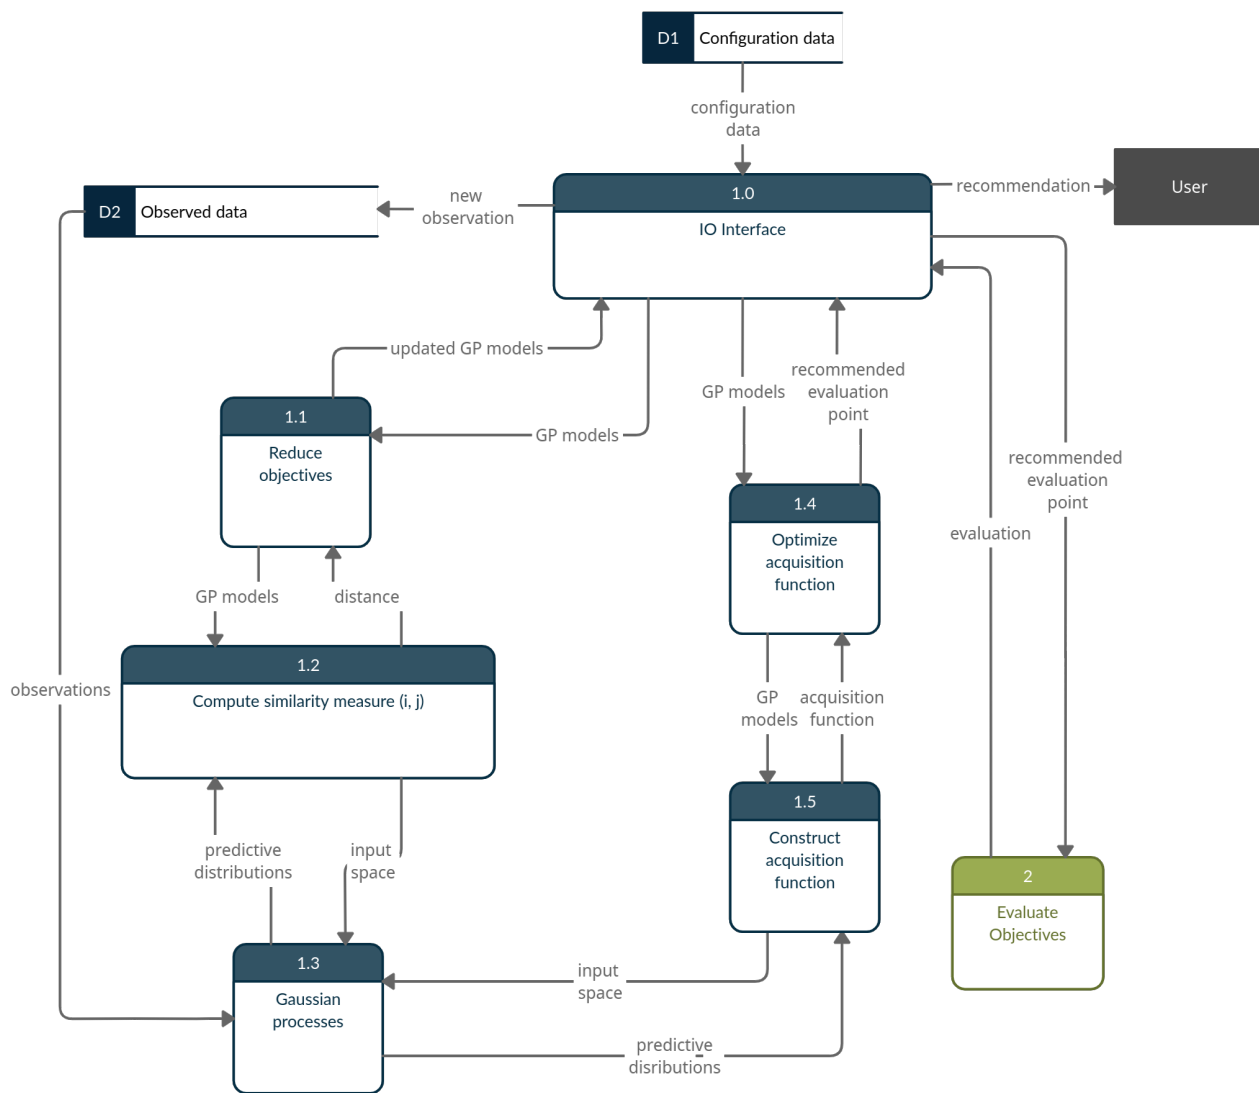 D1 Configuration data
configuration
data
1.0
IO Interface
recommendation
User
new
observation
D2 Observed data
updated GP models
GP models
GP models
recommended
evaluation
point
recommended
evaluation
point
evaluation
1.1
Reduce
objectives
1.4
Optimize
acquisition
function
GP models
distance
1.2
Compute similarity measure (i, j)
observations
GP
models
acquisition
function
1.5
Construct
acquisition
function
predictive
distributions
input
space
2
Evaluate
Objectives
1.3
Gaussian
processes
input
space
predictive
disributions